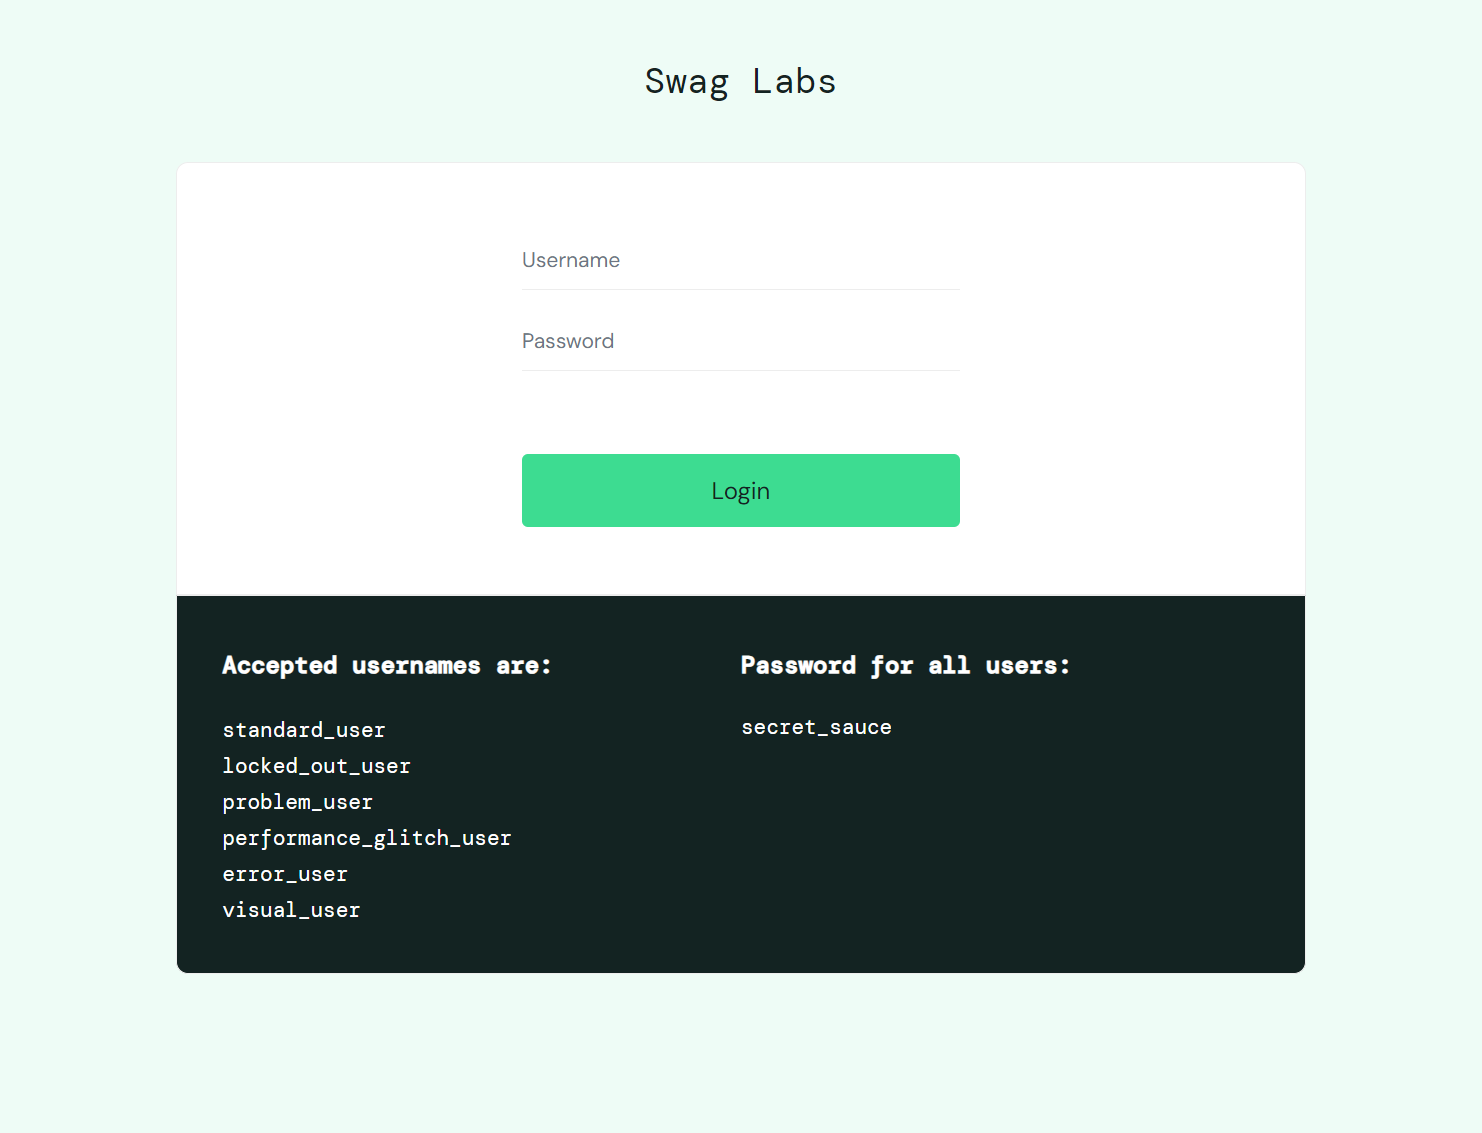 Swag Labs
Username
Password
Login
Accepted usernames are:
standard_user
locked_out_user
problem_user
performance_glitch_user
error_user
visual_user
Password for all users:
secret_sauce